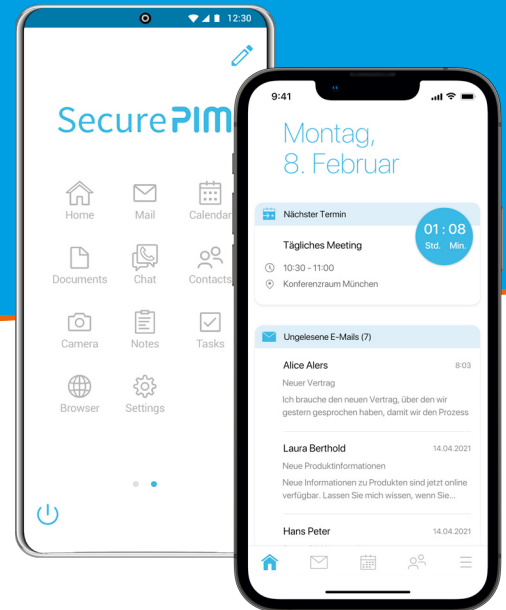 12:30
SecurePIM
Home
Mail
Calendar
Documents
Chat
Contacts
Camera
Notes
Tasks
Browser
Settings
9:41
Montag,
8. Februar
Nächster Termin
01 : 08
Std. Min.
Tägliches Meeting
10:30 - 11:00
Konferenzraum München
Ungelesene E-Mails (7)
Alice Alers 8:03
Neuer Vertrag
Ich brauche den neuen Vertrag, über den wir
gestern gesprochen haben, damit wir den Prozess
Laura Berthold 14.04.2021
Neue Produktinformationen
Neue Informationen zu Produkten sind jetzt online
verfügbar. Lassen Sie mich wissen, wenn Sie...
Hans Peter 14.04.2021